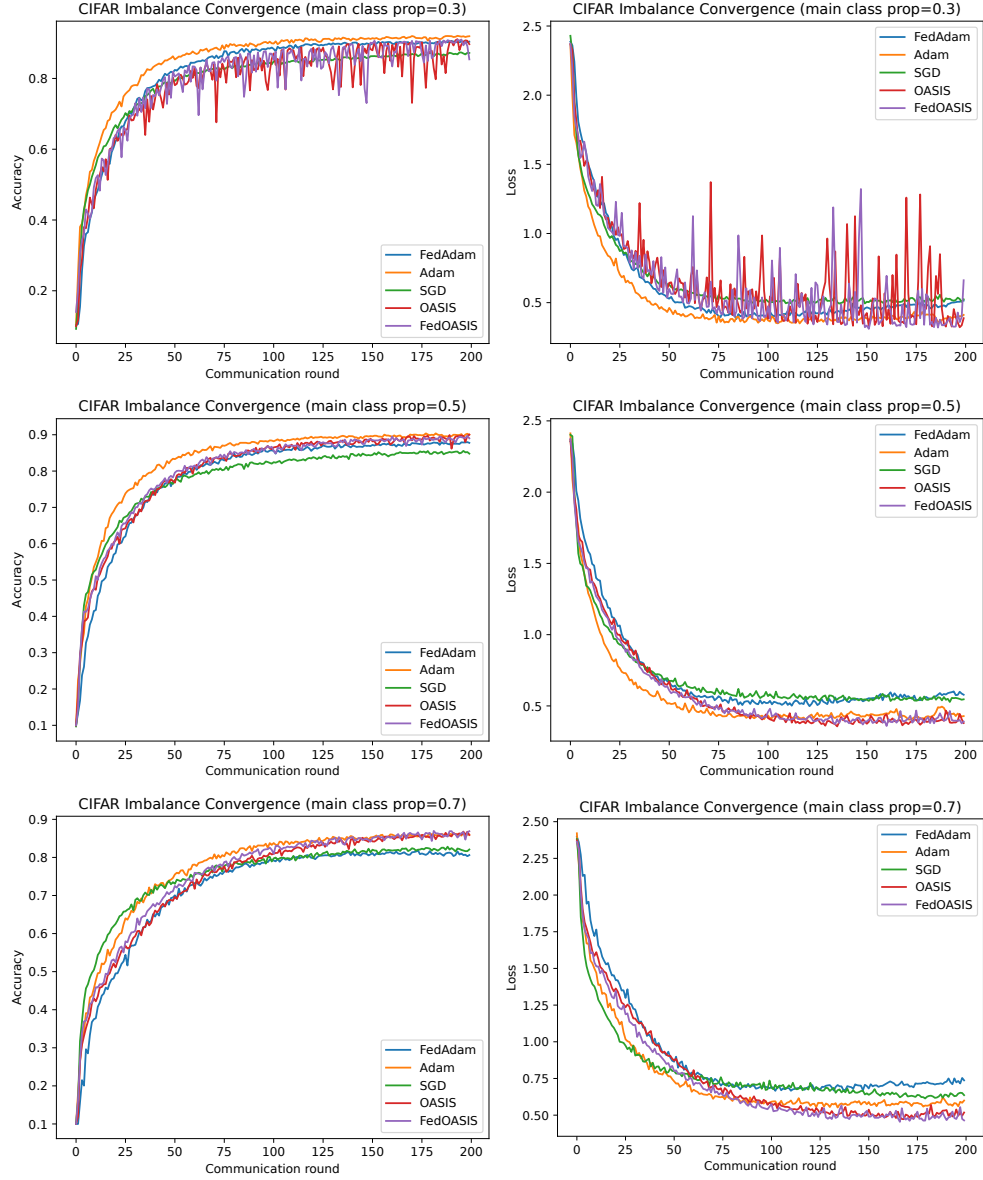 CIFAR Imbalance Convergence (main class prop=0.3)
Accuracy
0.8
0.6
0.4
0.2
FedAdam
Adam
SGD
OASIS
FedOASIS
0 25 50 75 100 125 150 175 200
Communication round
CIFAR Imbalance Convergence (main class prop=0.3)
Loss
2.5
2.0
1.5
1.0
0.5
FedAdam
Adam
SGD
OASIS
FedOASIS
0 25 50 75 100 125 150 175 200
Communication round
CIFAR Imbalance Convergence (main class prop=0.5)
Accuracy
0.9
0.8
0.7
0.6
0.5
0.4
0.3
0.2
0.1
FedAdam
Adam
SGD
OASIS
FedOASIS
0 25 50 75 100 125 150 175 200
Communication round
CIFAR Imbalance Convergence (main class prop=0.5)
Loss
2.5
2.0
1.5
1.0
0.5
FedAdam
Adam
SGD
OASIS
FedOASIS
0 25 50 75 100 125 150 175 200
Communication round
CIFAR Imbalance Convergence (main class prop=0.7)
Accuracy
0.9
0.8
0.7
0.6
0.5
0.4
0.3
0.2
0.1
FedAdam
Adam
SGD
OASIS
FedOASIS
0 25 50 75 100 125 150 175 200
Communication round
CIFAR Imbalance Convergence (main class prop=0.7)
Loss
2.50
2.25
2.00
1.75
1.50
1.25
1.00
0.75
0.50
FedAdam
Adam
SGD
OASIS
FedOASIS
0 25 50 75 100 125 150 175 200
Communication round